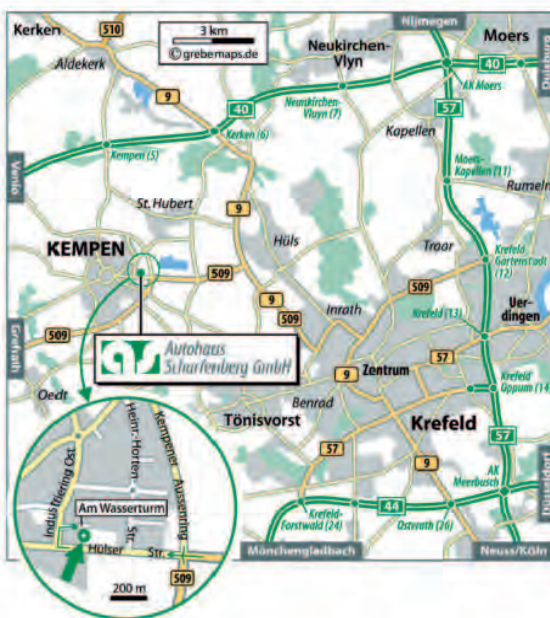 Nijmegen
Kerken
510
3 km
© grebemaps.de
Neukirchen-
Vluyn
Moers
Duisburg
Aldekerk
9
40
40
AK Moers
Neukirchen-
Vluyn (7)
57
Kerken (6)
Kapellen
Kempen (5)
Venlo
Moers-
Kapellen (11)
Rumeln
St. Hubert
9
Hüls
Traar
KEMPEN
509
Krefeld
Gartenstadt
(12)
9
Inrath
Uer-
dingen
509
509
Krefeld (13)
Grefrath
as Autohaus
Scharfenberg GmbH
57
Zentrum
9
Krefeld
Oppum (14)
Oedt
Benrad
Tönisvorst
Krefeld
57
57
9
Düsseldorf
AK
Meerbusch
Krefeld-
Forstwald (24)
44
Osterath (26)
Mönchengladbach
Neuss/Köln
Industriering Ost
Heinr.-Horten-
Str.
Kempener
Aussenring
Am Wasserturm
Hülser
Str.
509
200 m